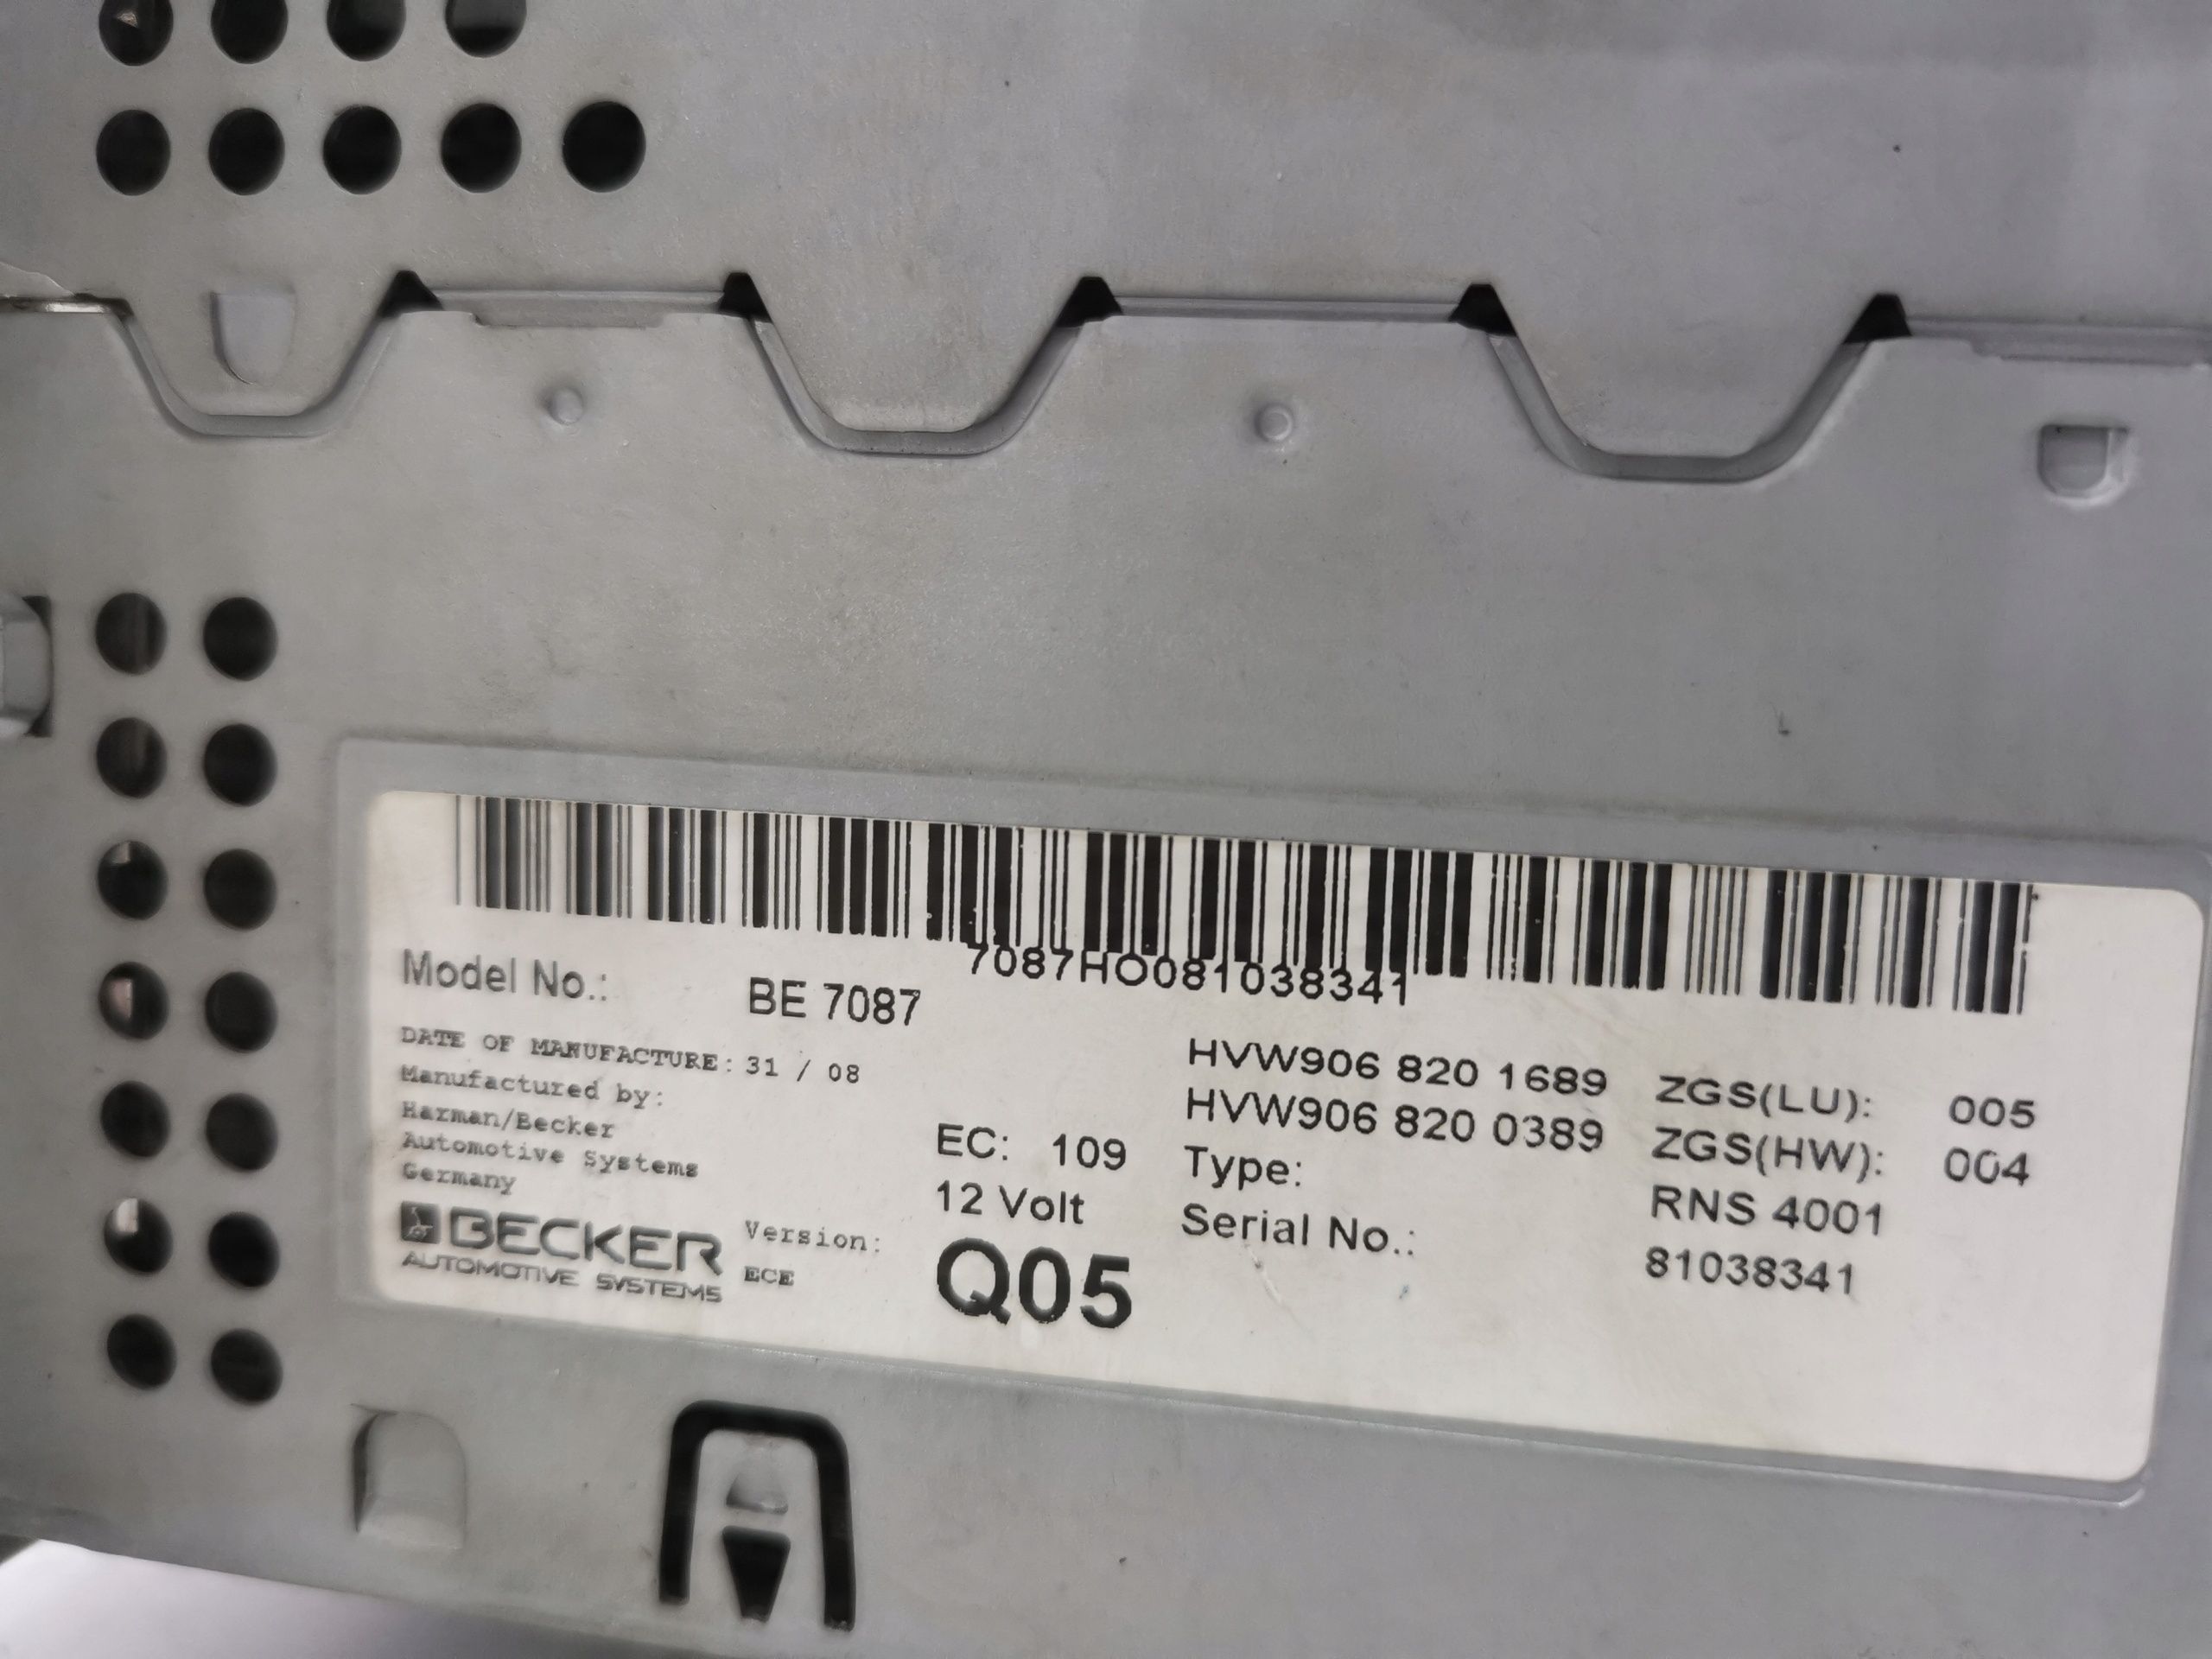 7087HO081038341
Model No.: BE 7087
DATE OF MANUFACTURE: 31 / 08
Manufactured by:
Harman/Becker
Automotive Systems
Germany
BECKER
AUTOMOTIVE SYSTEMS
Version:
ECE
EC: 109
12 Volt
Q05
HVW906 820 1689 ZGS(LU): 005
HVW906 820 0389 ZGS(HW): 004
Type: RNS 4001
Serial No.: 81038341